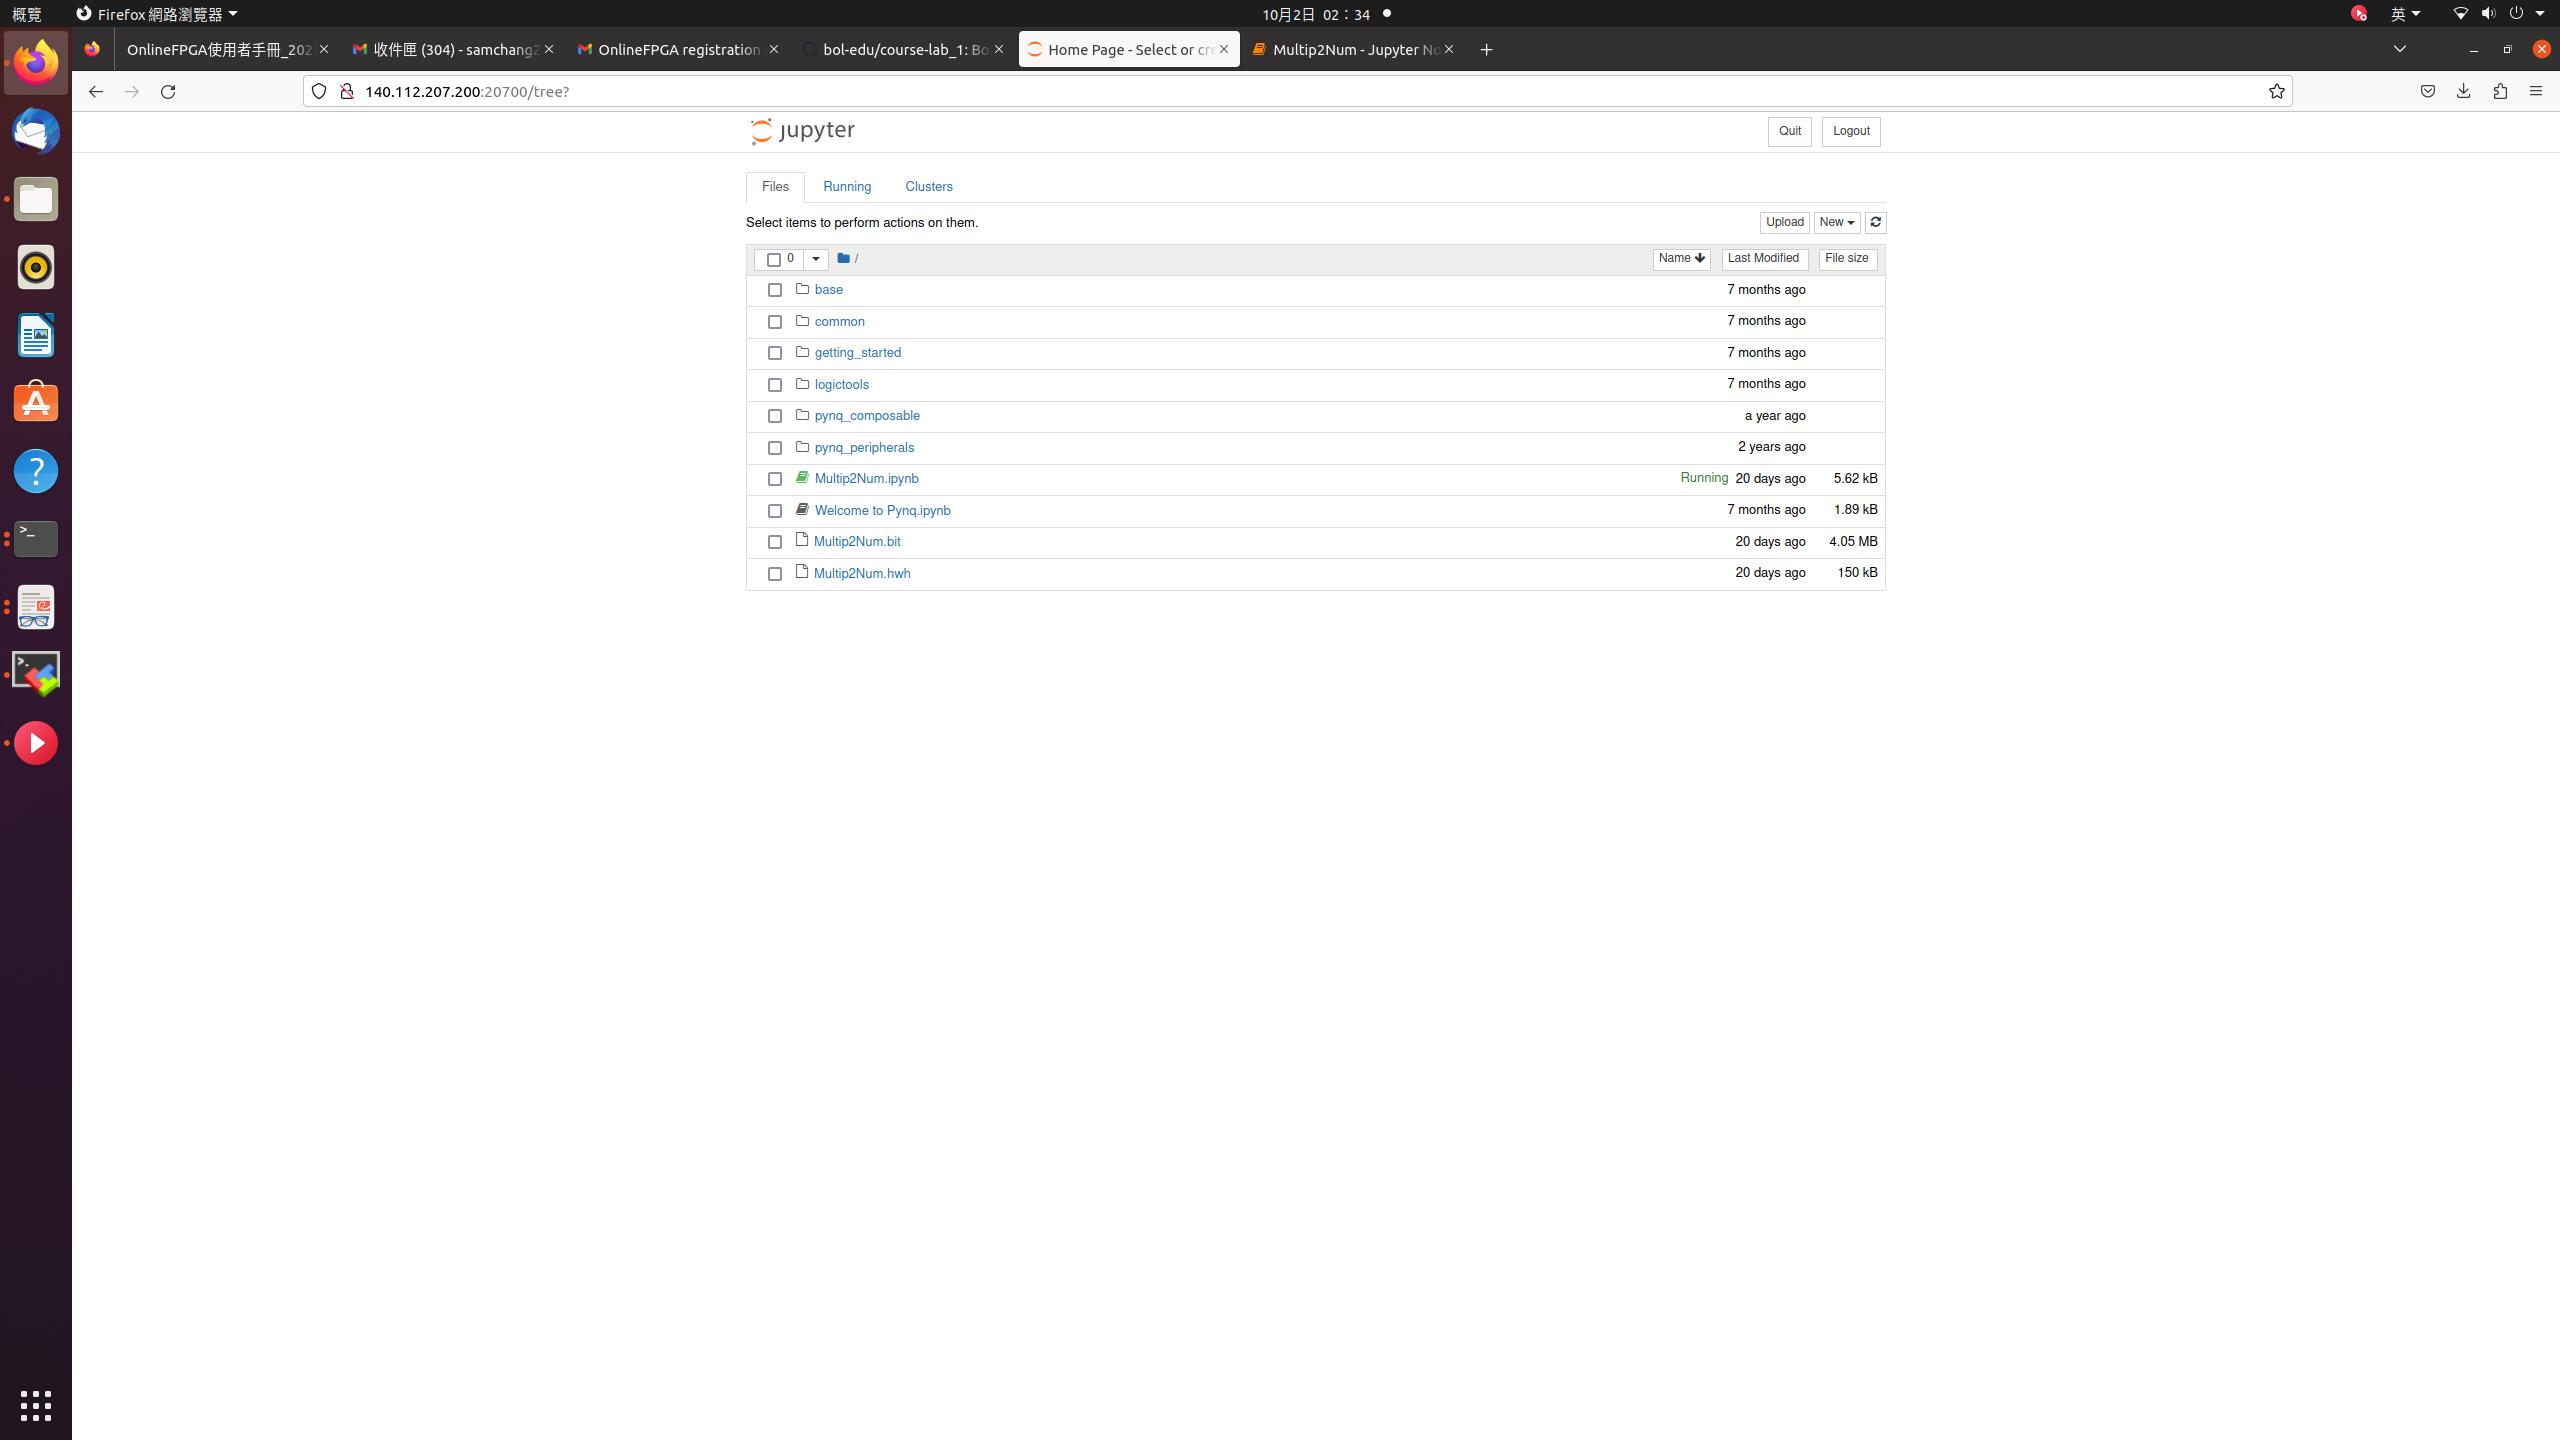 概覽 Firefox 網路瀏覽器 10月2日 02：34 英
OnlineFPGA使用者手冊_202 收件匣 (304) - samchang2 OnlineFPGA registration bol-edu/course-lab_1: Bo Home Page - Select or cre Multip2Num - Jupyter No
140.112.207.200:20700/tree?
jupyter Quit Logout
Files Running Clusters
Select items to perform actions on them. Upload New
0 / Name Last Modified File size
base 7 months ago
common 7 months ago
getting_started 7 months ago
logictools 7 months ago
pynq_composable a year ago
pynq_peripherals 2 years ago
Multip2Num.ipynb Running 20 days ago 5.62 kB
Welcome to Pynq.ipynb 7 months ago 1.89 kB
Multip2Num.bit 20 days ago 4.05 MB
Multip2Num.hwh 20 days ago 150 kB